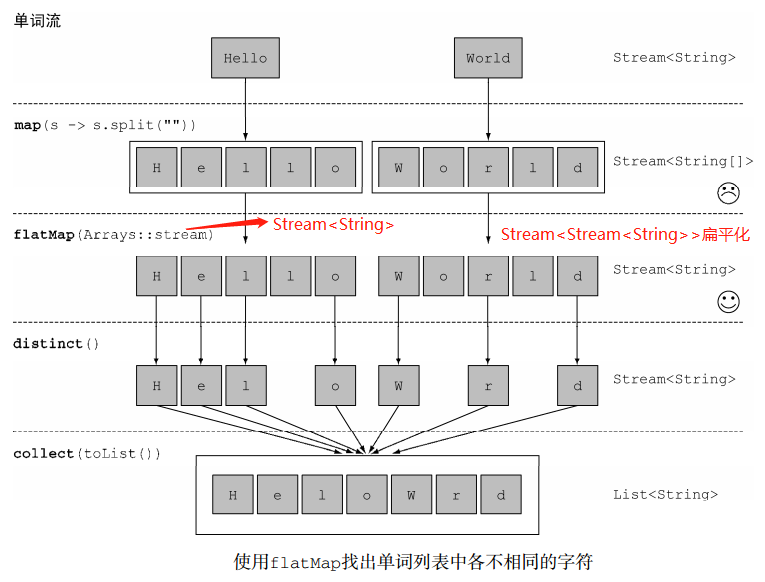 单词流
Hello World Stream<String>
map(s -> s.split(""))
H e l l o W o r l d Stream<String[]>
Stream<String>
flatMap(Arrays::stream) Stream<Stream<String>>扁平化
H e l l o W o r l d Stream<String>
distinct()
H e l o W r d Stream<String>
collect(toList())
H e l o W r d List<String>
使用flatMap找出单词列表中各不相同的字符